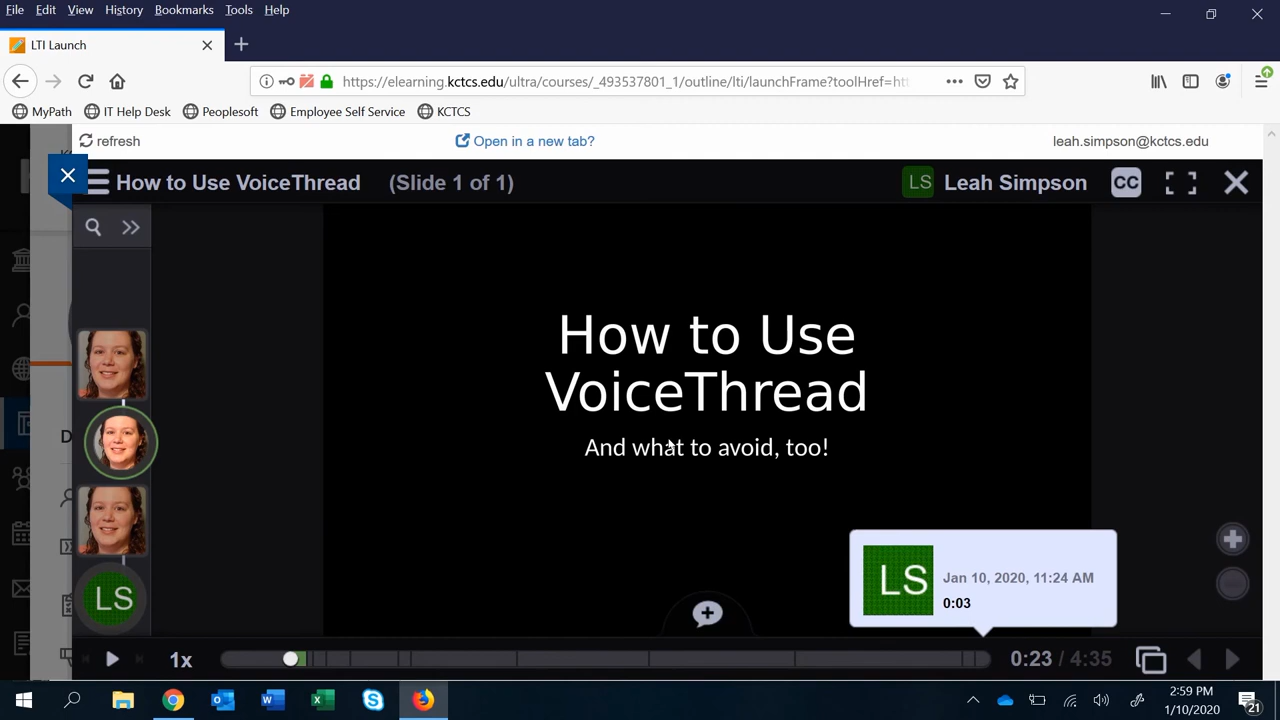 File Edit View History Bookmarks Tools Help
LTI Launch
https://elearning.kctcs.edu/ultra/courses/_493537801_1/outline/lti/launchFrame?toolHref=ht
MyPath IT Help Desk Peoplesoft Employee Self Service KCTCS
refresh Open in a new tab? leah.simpson@kctcs.edu
How to Use VoiceThread (Slide 1 of 1) LS Leah Simpson CC
How to Use
VoiceThread
And what to avoid, too!
LS Jan 10, 2020, 11:24 AM
0:03
LS
1x 0:23 / 4:35
2:59 PM
1/10/2020
21